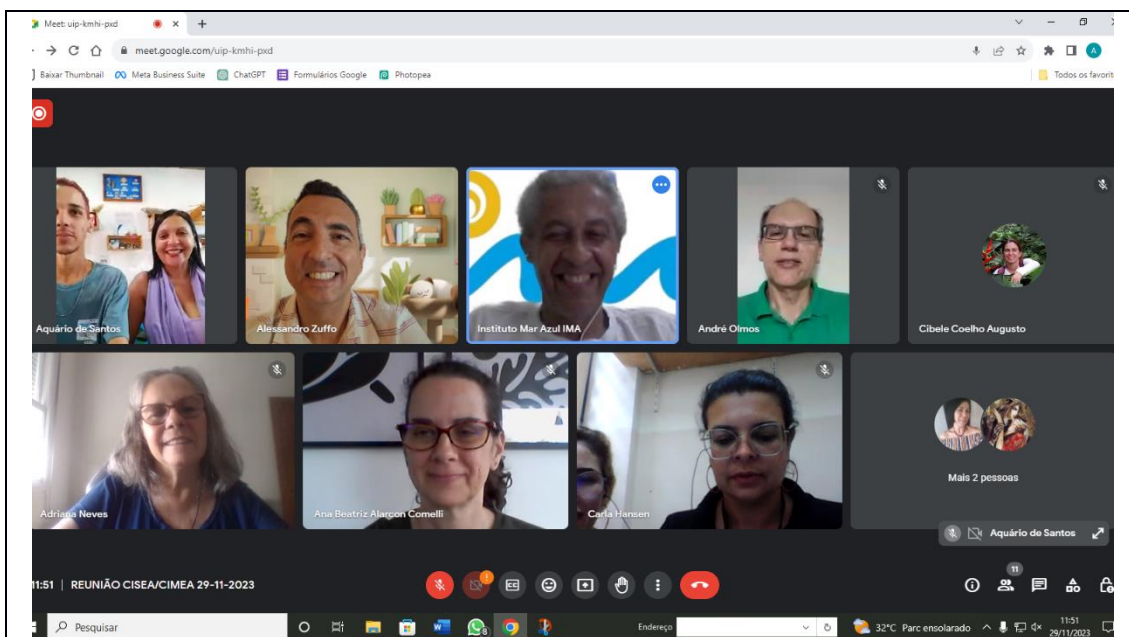 Meet: uip-kmhi-pxd
meet.google.com/uip-kmhi-pxd
Baixar Thumbnail Meta Business Suite ChatGPT Formulários Google Photopea Todos os favorit
Aquário de Santos
Alessandro Zuffo
Instituto Mar Azul IMA
André Olmos
Cibele Coelho Augusto
Adriana Neves
Ana Beatriz Alarcon Comelli
Carla Hansen
Mais 2 pessoas
Aquário de Santos
11:51 | REUNIÃO CISEA/CIMEA 29-11-2023
11
Pesquisar
Endereço
32°C Parc ensolarado
11:51
29/11/2023